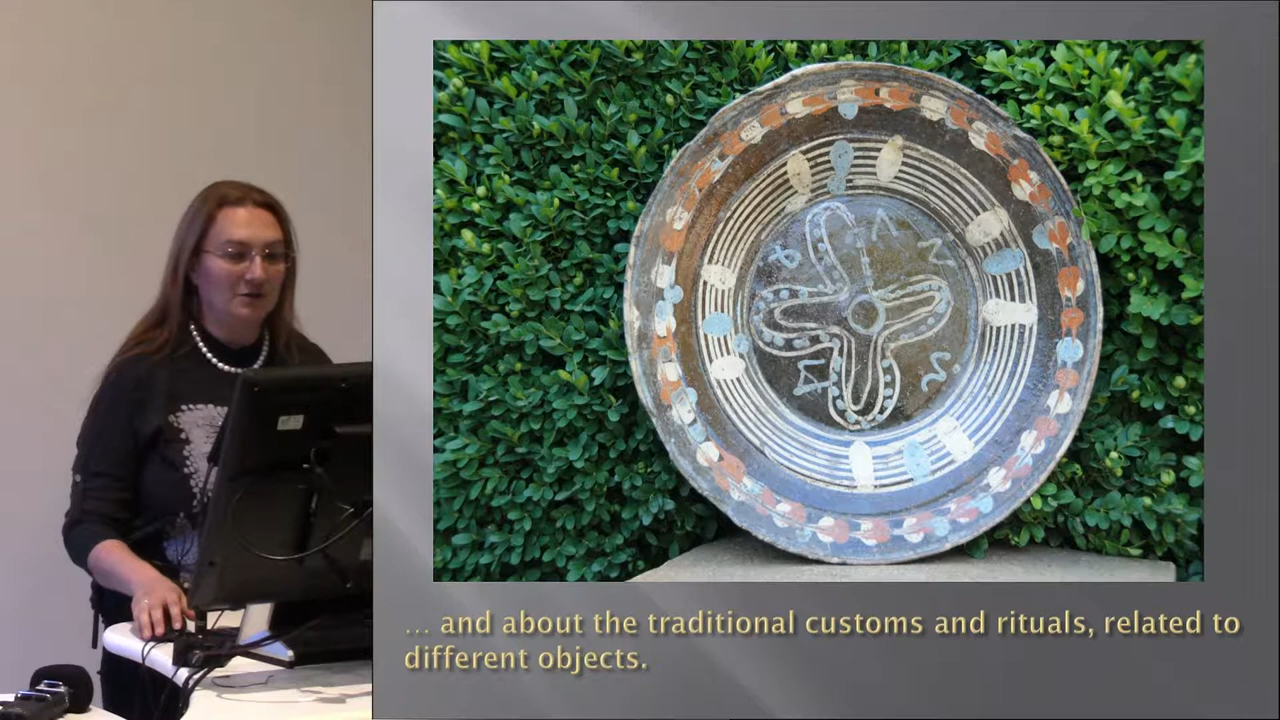 ... and about the traditional customs and rituals, related to
different objects.